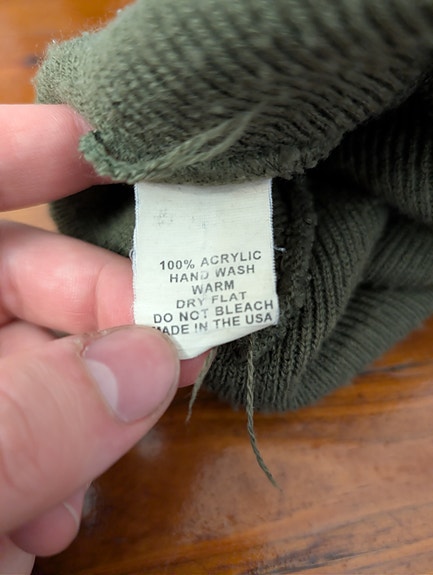 100% ACRYLIC
HAND WASH
WARM
DRY FLAT
DO NOT BLEACH
MADE IN THE USA